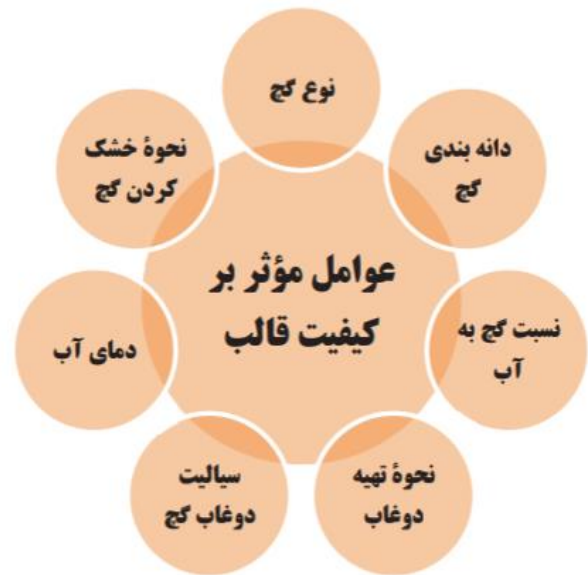 نوع گچ
دانه بندی
گچ
نسبت گچ به
آب
نحوهٔ تهیه
دوغاب
سیالیت
دوغاب گچ
دمای آب
نحوهٔ خشک
کردن گچ
عوامل مؤثر بر
کیفیت قالب